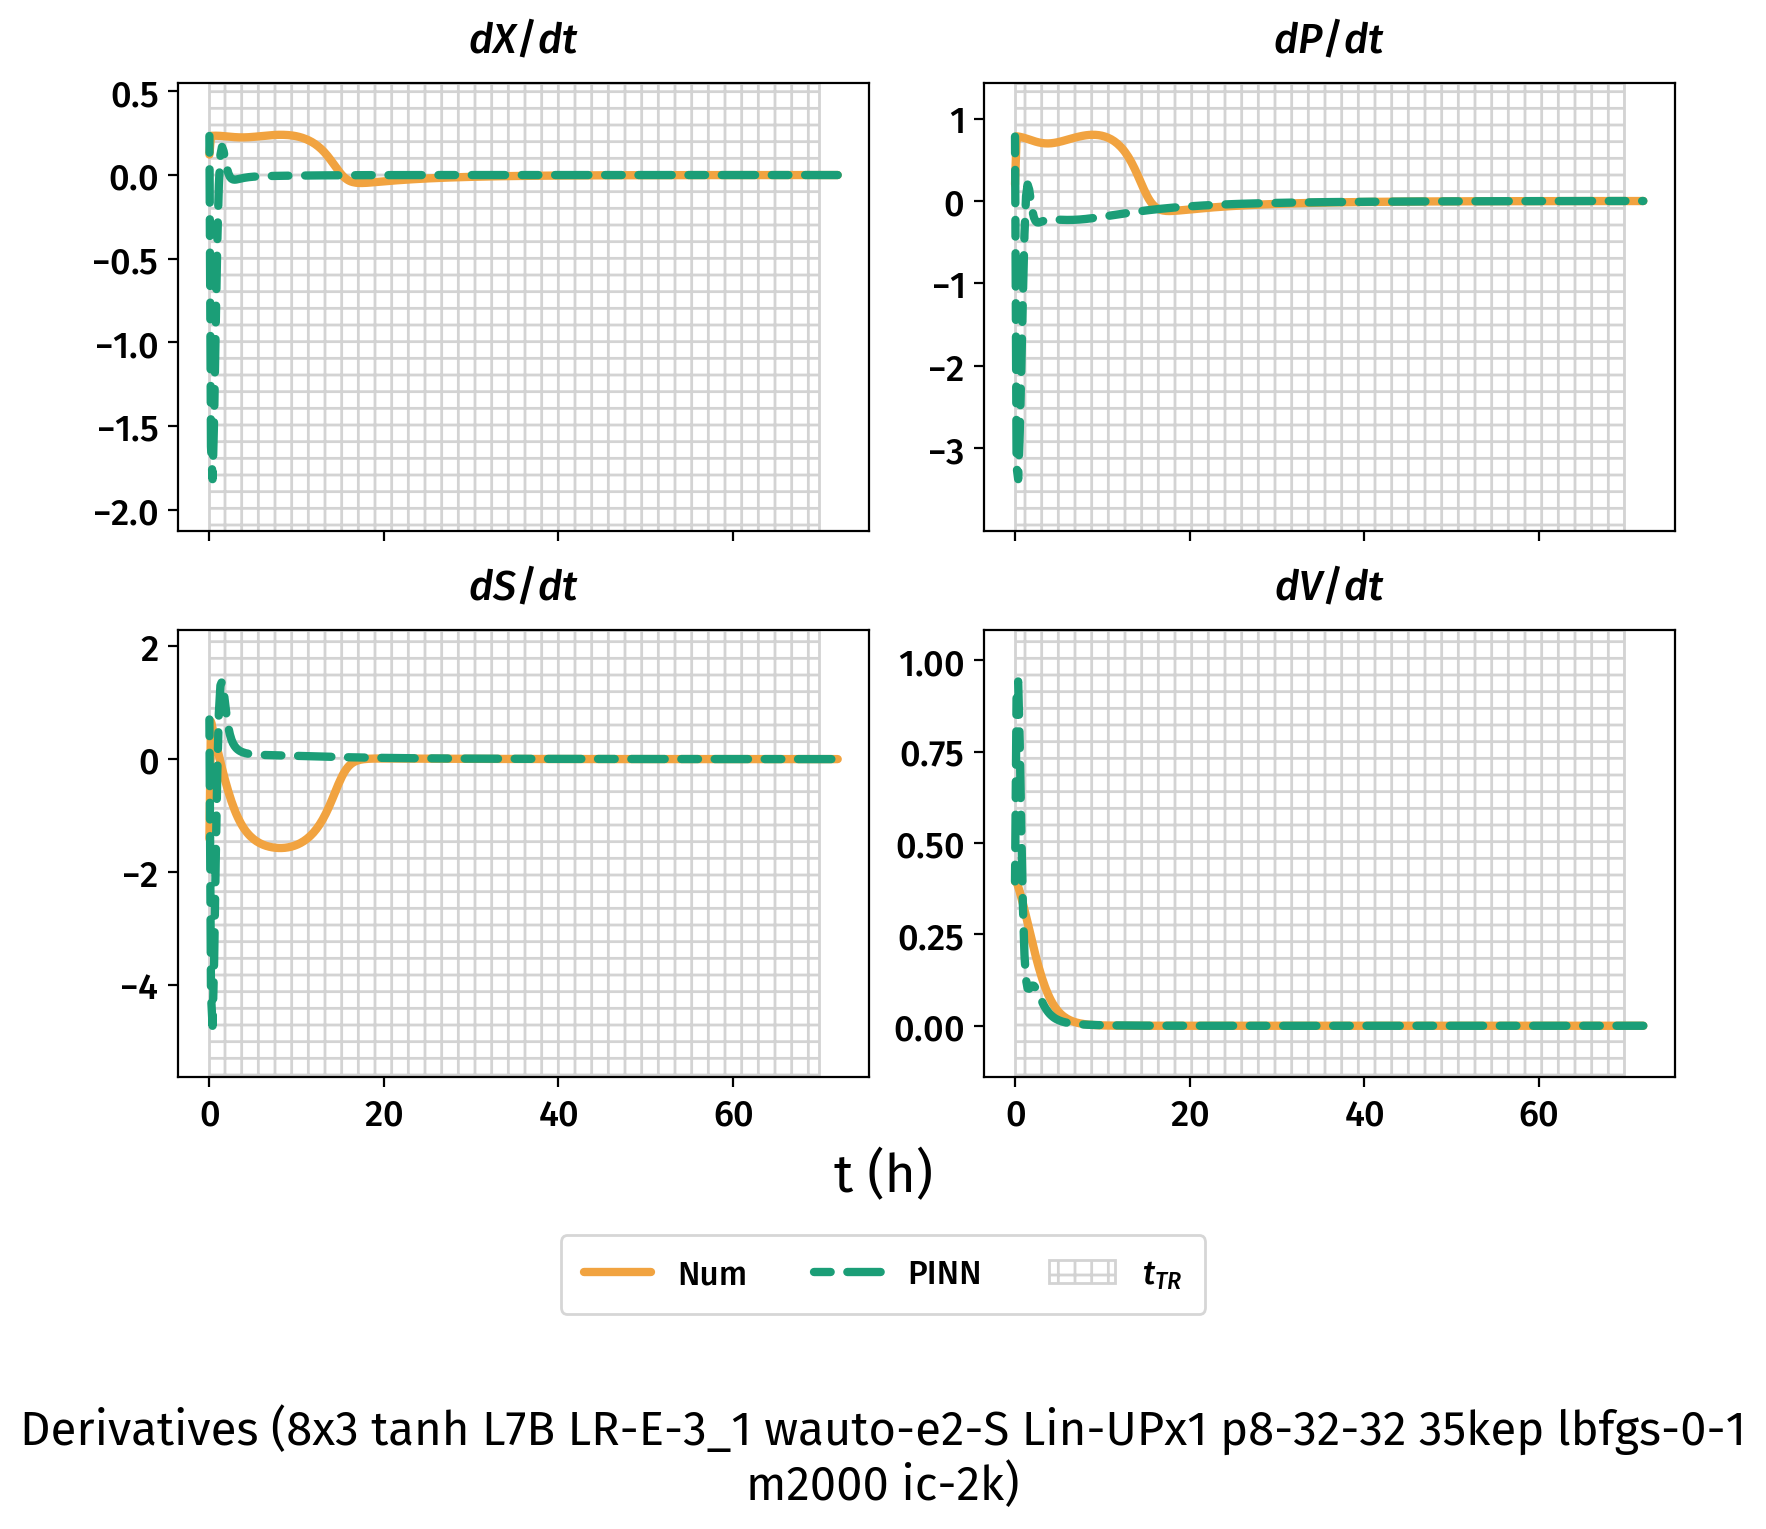 dX/dt
dP/dt
0.5
0.0
−0.5
−1.0
−1.5
−2.0
1
0
−1
−2
−3
dS/dt
dV/dt
2
0
−2
−4
0
20
40
60
1.00
0.75
0.50
0.25
0.00
0
20
40
60
t (h)
Num
PINN
tTR
Derivatives (8x3 tanh L7B LR-E-3_1 wauto-e2-S Lin-UPx1 p8-32-32 35kep lbfgs-0-1
m2000 ic-2k)